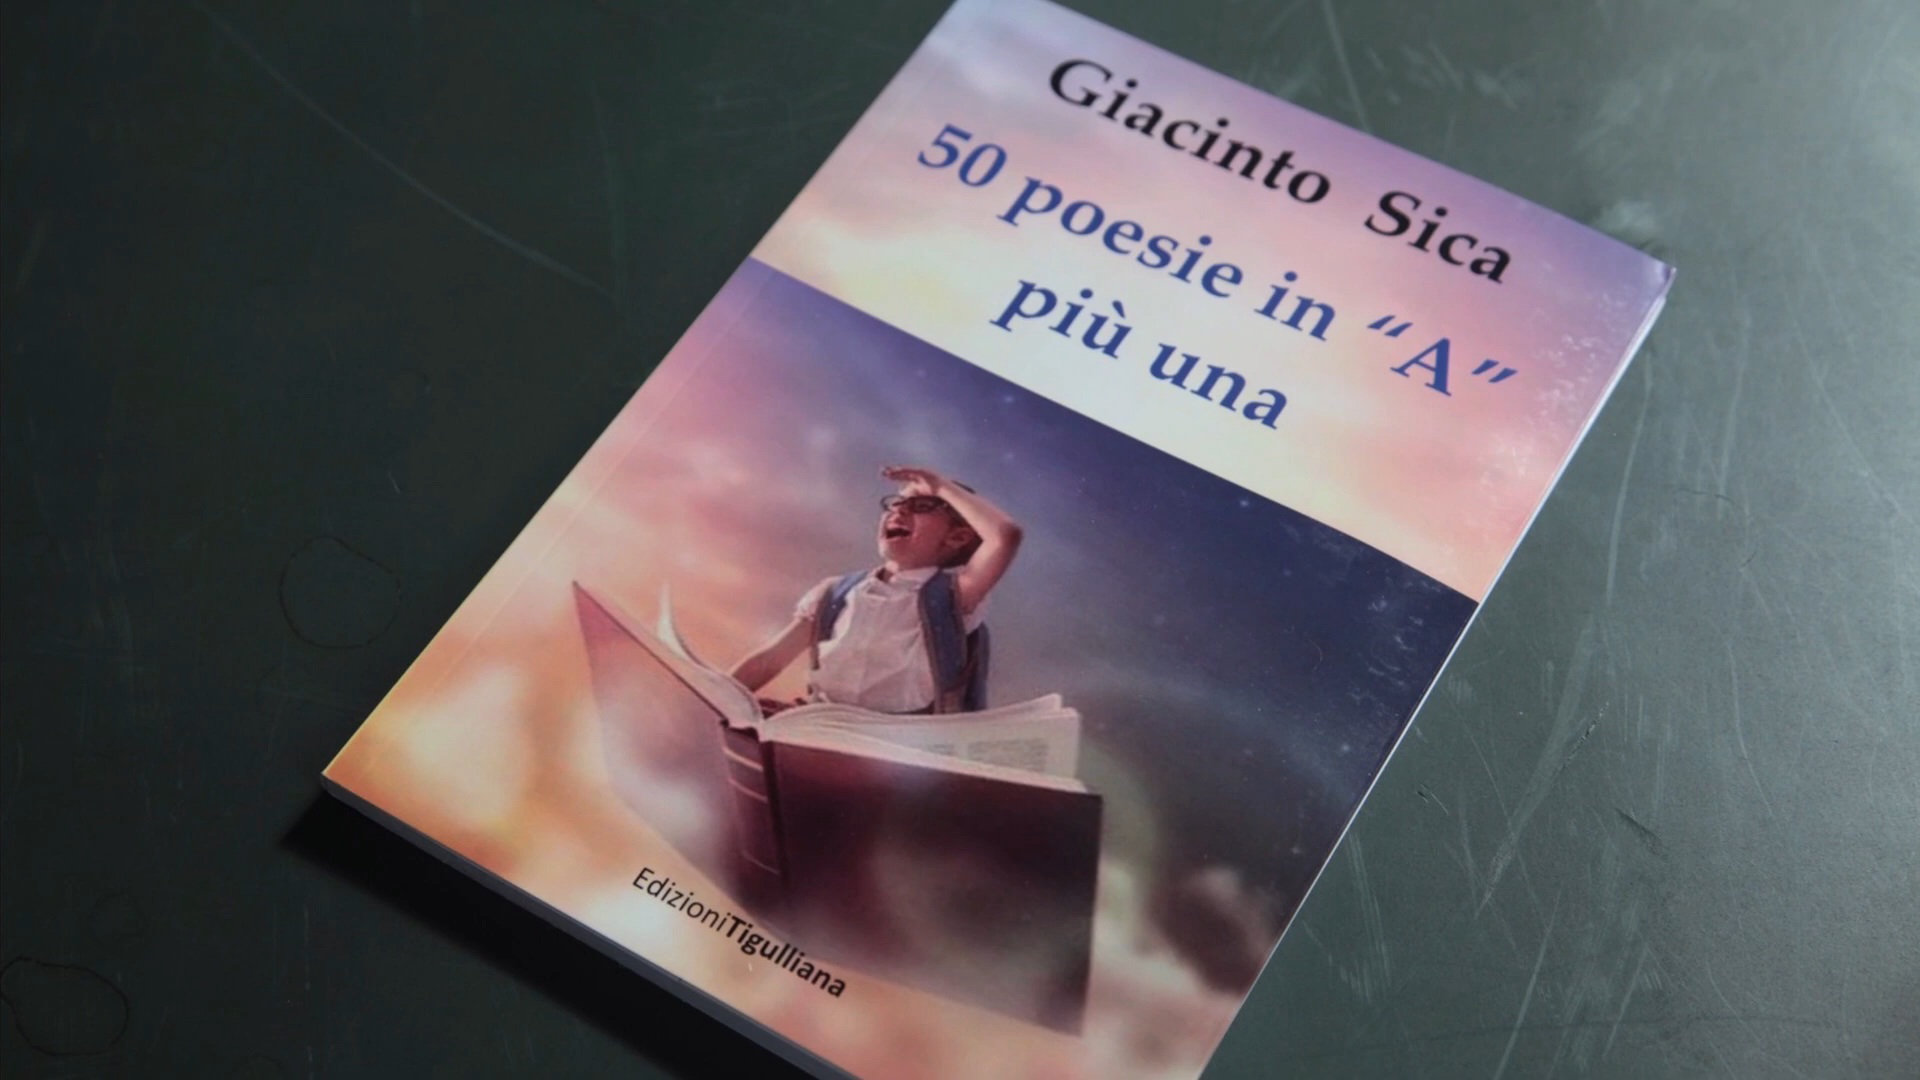 Giacinto Sica
50 poesie in “A”
più una
EdizioniTigulliana